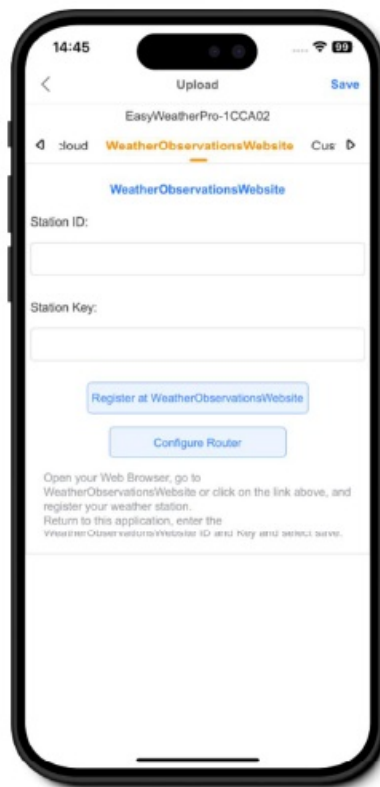 14:45
99
Upload
Save
EasyWeatherPro-1CCA02
:loud WeatherObservationsWebsite Cus
WeatherObservationsWebsite
Station ID:
Station Key:
Register at WeatherObservationsWebsite
Configure Router
Open your Web Browser, go to
WeatherObservationsWebsite or click on the link above, and
register your weather station.
Return to this application, enter the
WeatherObservationsWebsite ID and Key and select save.